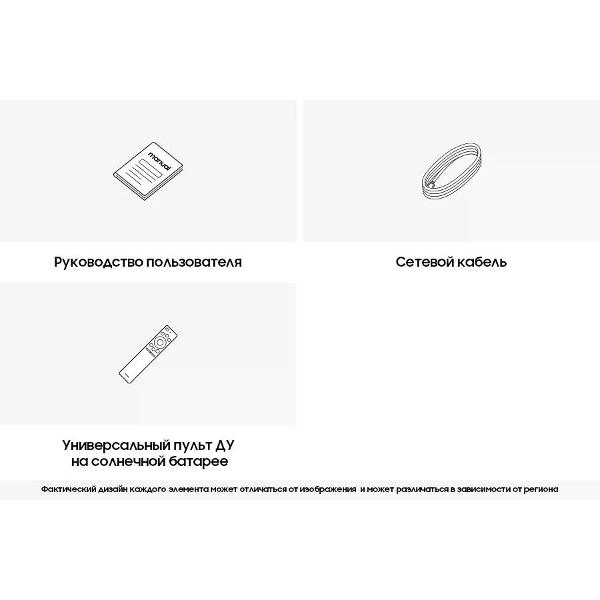 manual
Руководство пользователя
Сетевой кабель
Универсальный пульт ДУ
на солнечной батарее
Фактический дизайн каждого элемента может отличаться от изображения и может различаться в зависимости от региона